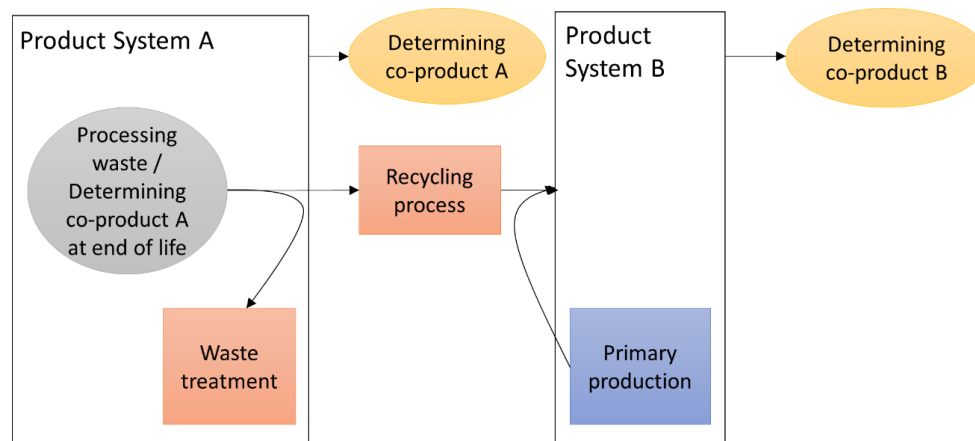 Product System A
Determining
co-product A
Product
System B
Determining
co-product B
Processing
waste /
Determining
co-product A
at end of life
Recycling
process
Waste
treatment
Primary
production